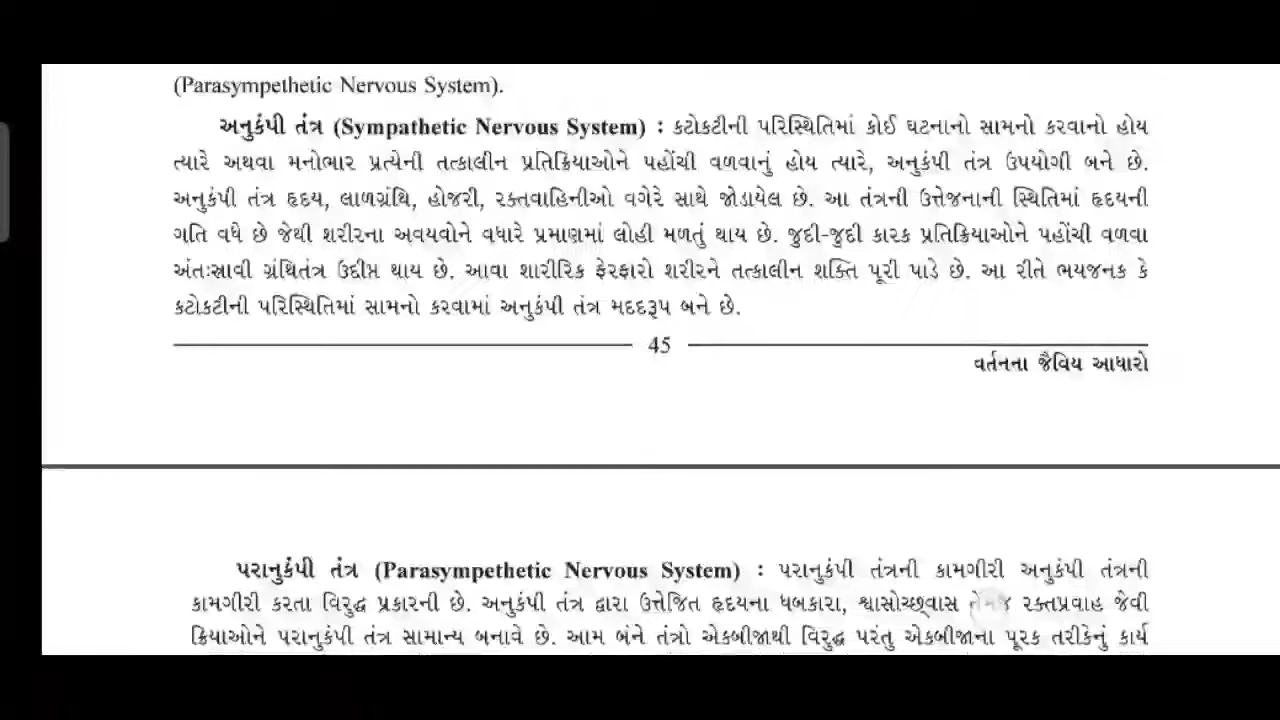 (Parasympethetic Nervous System).
અનુકંપી તંત્ર (Sympathetic Nervous System) : કટોકટીની પરિસ્થિતિમાં કોઈ ઘટનાનો સામનો કરવાનો હોય
ત્યારે અથવા મનોભાર પ્રત્યેની તત્કાલીન પ્રતિક્રિયાઓને પહોંચી વળવાનું હોય ત્યારે, અનુકંપી તંત્ર ઉપયોગી બને છે.
અનુકંપી તંત્ર હૃદય, લાળગ્રંથિ, હોજરી, રક્તવાહિનીઓ વગેરે સાથે જોડાયેલ છે. આ તંત્રની ઉત્તેજનાની સ્થિતિમાં હૃદયની
ગતિ વધે છે જેથી શરીરના અવયવોને વધારે પ્રમાણમાં લોહી મળતું થાય છે. જુદી-જુદી કારક પ્રતિક્રિયાઓને પહોંચી વળવા
અંતઃસ્રાવી ગ્રંથિતંત્ર ઉદ્દીપ્ત થાય છે. આવા શારીરિક ફેરફારો શરીરને તત્કાલીન શક્તિ પૂરી પાડે છે. આ રીતે ભયજનક કે
કટોકટીની પરિસ્થિતિમાં સામનો કરવામાં અનુકંપી તંત્ર મદદરૂપ બને છે.
45
વર્તનના જૈવિય આધારો
પરાનુકંપી તંત્ર (Parasympethetic Nervous System) : પરાનુકંપી તંત્રની કામગીરી અનુકંપી તંત્રની
કામગીરી કરતા વિરુદ્ધ પ્રકારની છે. અનુકંપી તંત્ર દ્વારા ઉત્તેજિત હૃદયના ધબકારા, શ્વાસોચ્છ્વાસ તેમજ રક્તપ્રવાહ જેવી
ક્રિયાઓને પરાનુકંપી તંત્ર સામાન્ય બનાવે છે. આમ બંને તંત્રો એકબીજાથી વિરુદ્ધ પરંતુ એકબીજાના પૂરક તરીકેનું કાર્ય